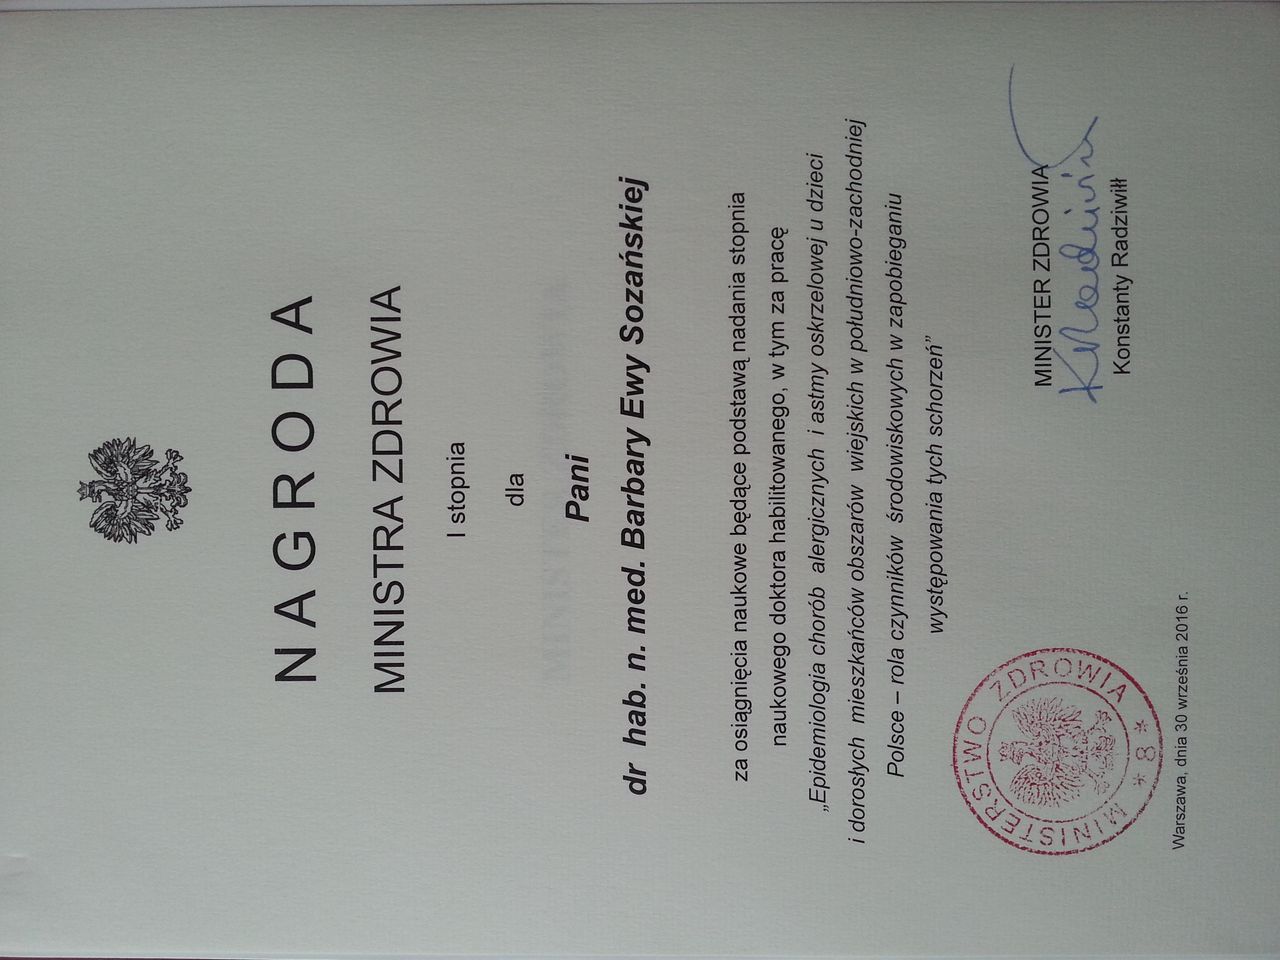 NAGRODA
MINISTRA ZDROWIA
I stopnia
dla
Pani
dr hab. n. med. Barbary Ewy Sozańskiej
za osiągnięcia naukowe będące podstawą nadania stopnia
naukowego doktora habilitowanego, w tym za pracę
„Epidemiologia chorób alergicznych i astmy oskrzelowej u dzieci
i dorosłych mieszkańców obszarów wiejskich w południowo-zachodniej
Polsce – rola czynników środowiskowych w zapobieganiu
występowania tych schorzeń”
MINISTER ZDROWIA
Konstanty Radziwiłł
MINISTERSTWO ZDROWIA * 8 *
Warszawa, dnia 30 września 2016 r.